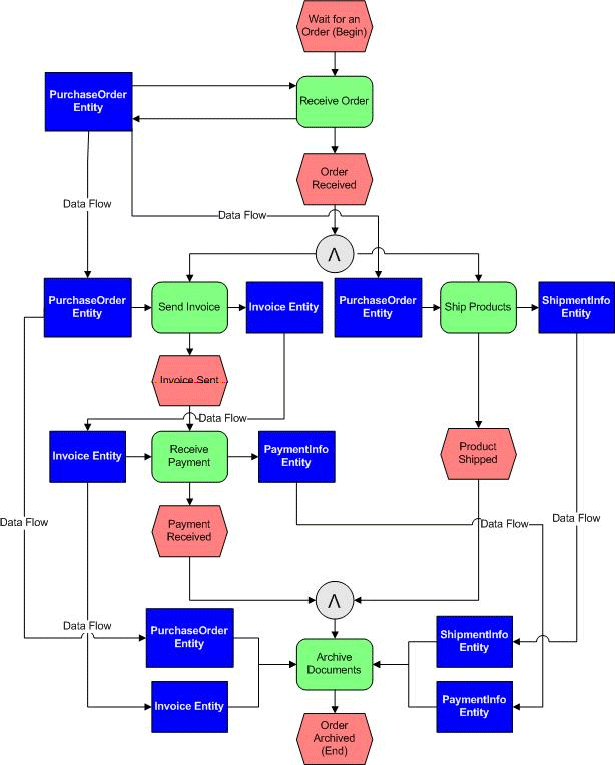 Wait for an
Order (Begin)
PurchaseOrder
Entity
Receive Order
Order
Received
Data Flow
Data Flow
Λ
PurchaseOrder
Entity
Send Invoice
Invoice Entity
PurchaseOrder
Entity
Ship Products
ShipmentInfo
Entity
Invoice Sent
Data Flow
Invoice Entity
Receive
Payment
PaymentInfo
Entity
Product
Shipped
Data Flow
Payment
Received
Data Flow
Data Flow
Λ
Data Flow
PurchaseOrder
Entity
Archive
Documents
ShipmentInfo
Entity
Invoice Entity
PaymentInfo
Entity
Order
Archived
(End)